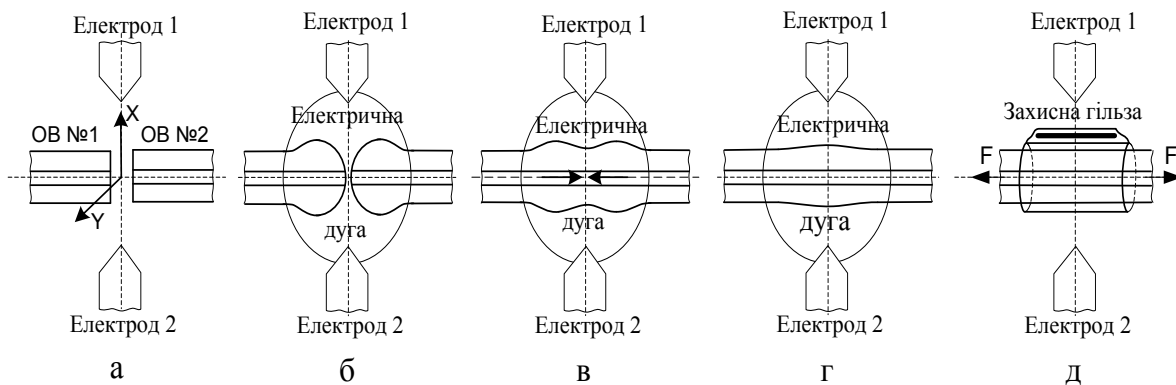 Електрод 1
X
ОВ №1
ОВ №2
Y
Електрод 2
а
Електрод 1
Електрична
дуга
Електрод 2
б
Електрод 1
Електрична
дуга
Електрод 2
в
Електрод 1
Електрична
дуга
Електрод 2
г
Електрод 1
Захисна гільза
F
F
Електрод 2
д